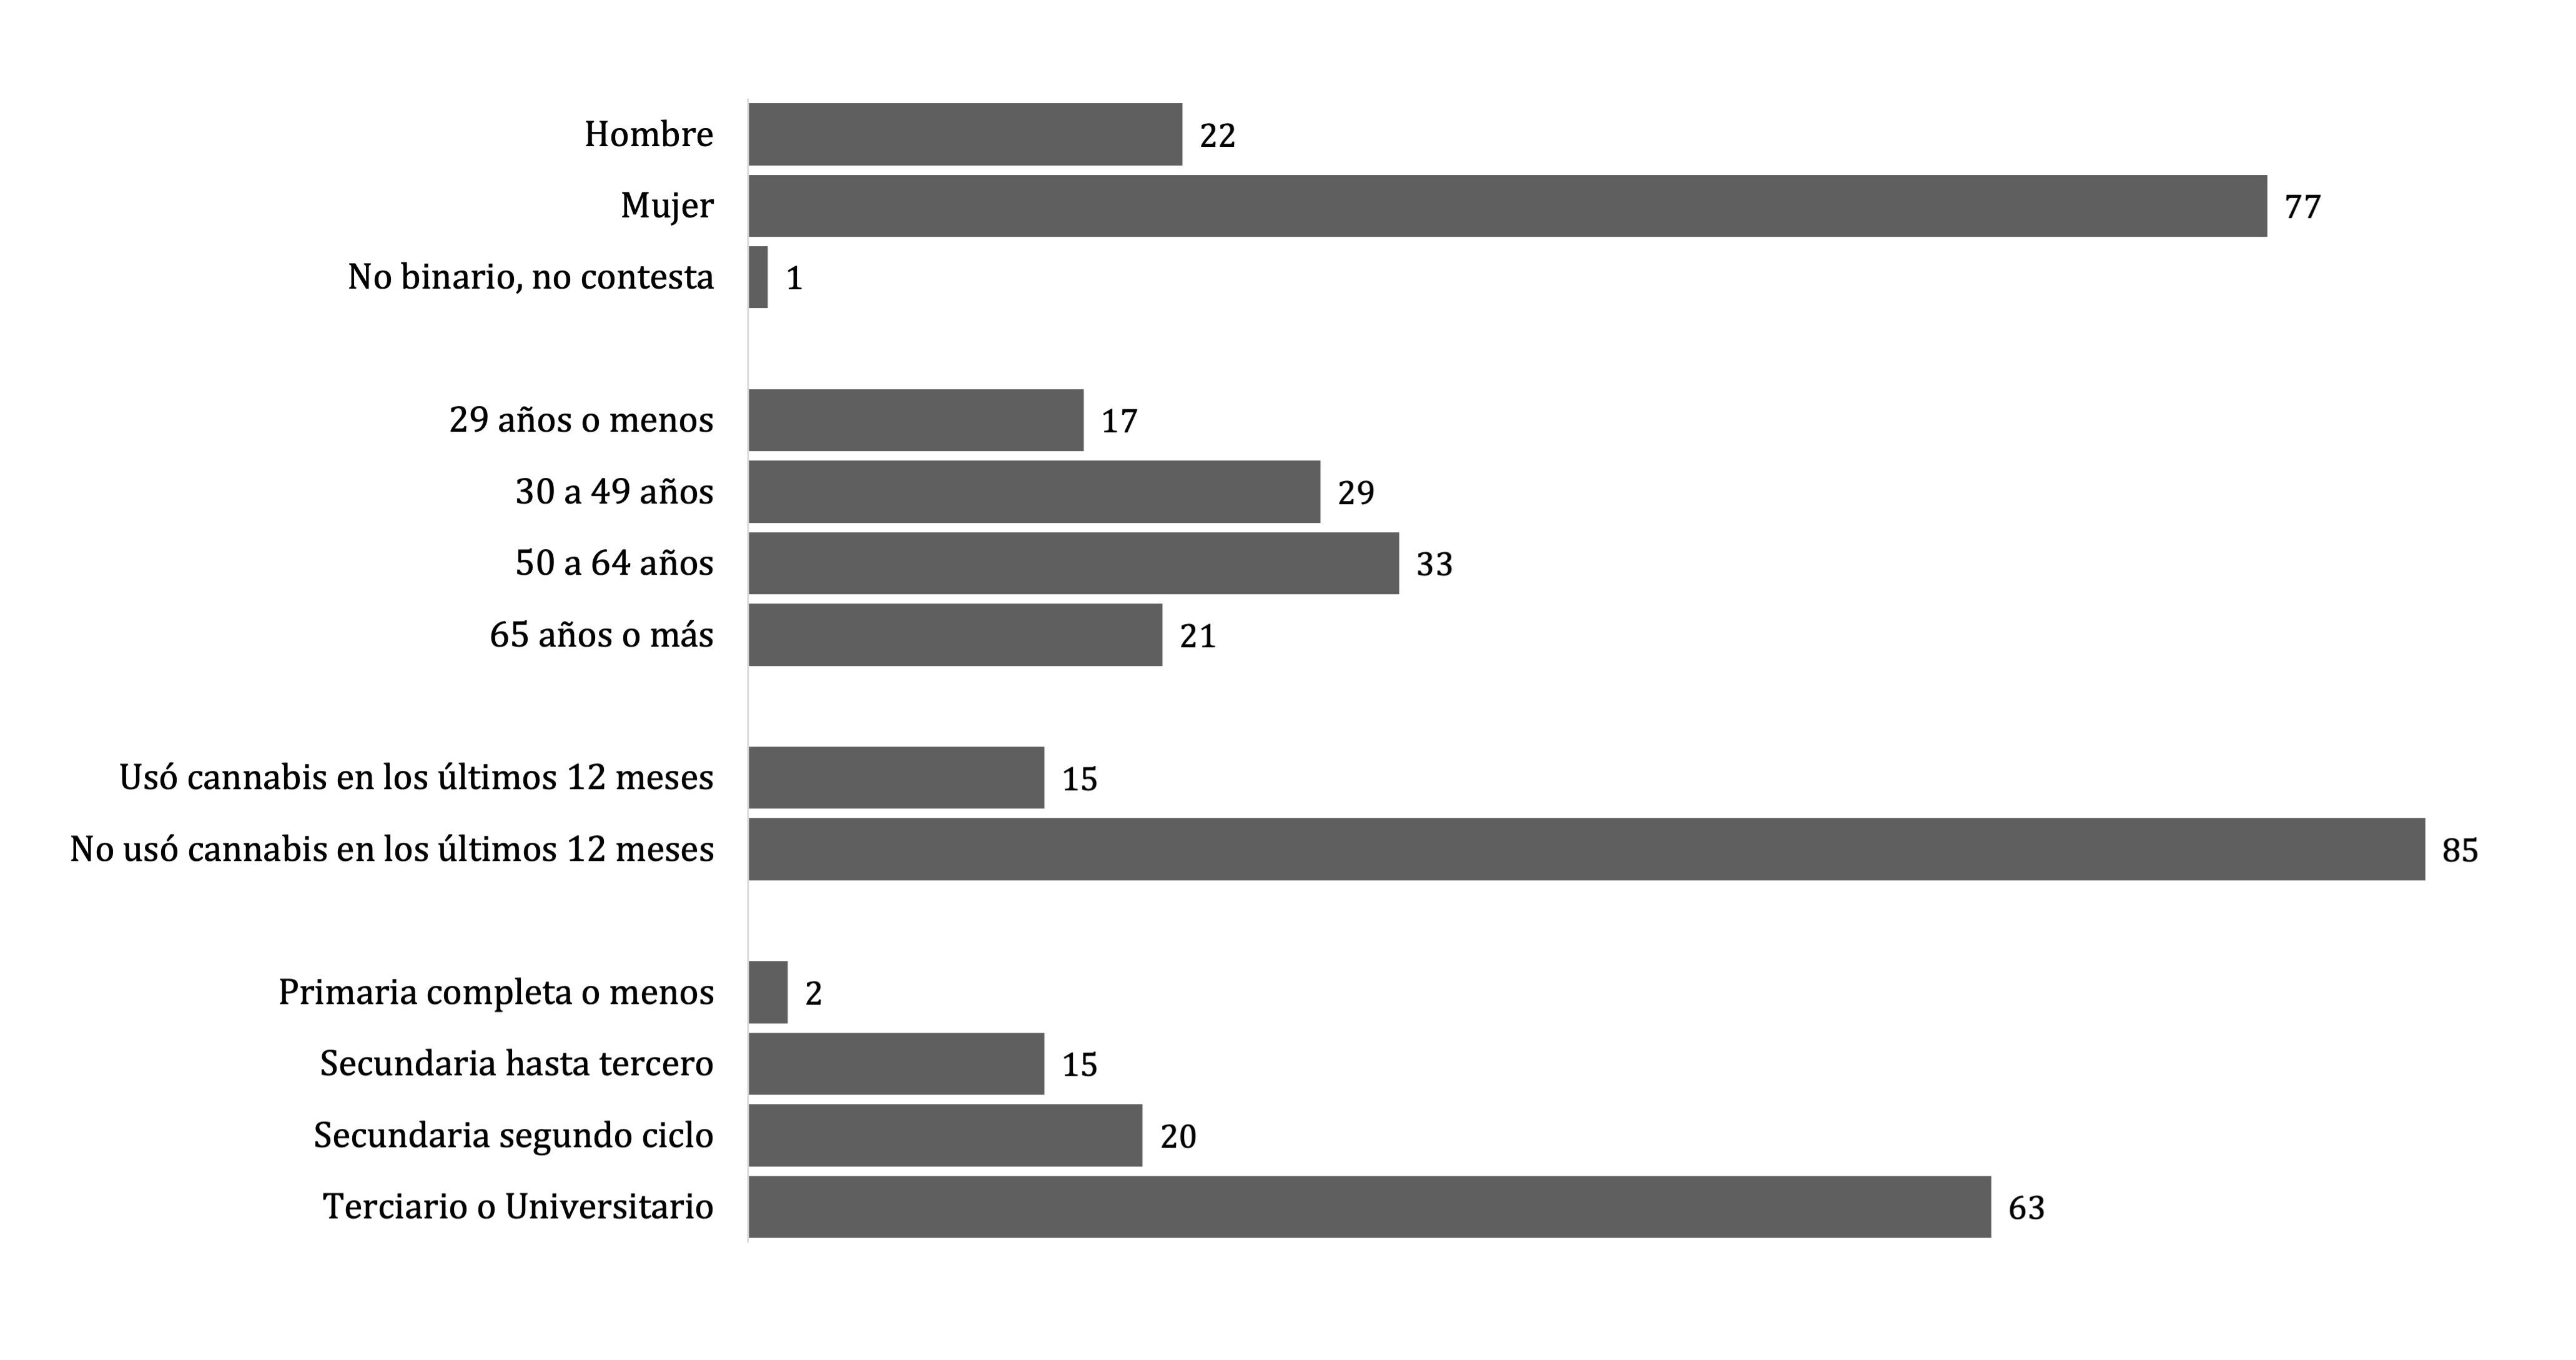 Hombre 22
Mujer 77
No binario, no contesta 1
29 años o menos 17
30 a 49 años 29
50 a 64 años 33
65 años o más 21
Usó cannabis en los últimos 12 meses 15
No usó cannabis en los últimos 12 meses 85
Primaria completa o menos 2
Secundaria hasta tercero 15
Secundaria segundo ciclo 20
Terciario o Universitario 63